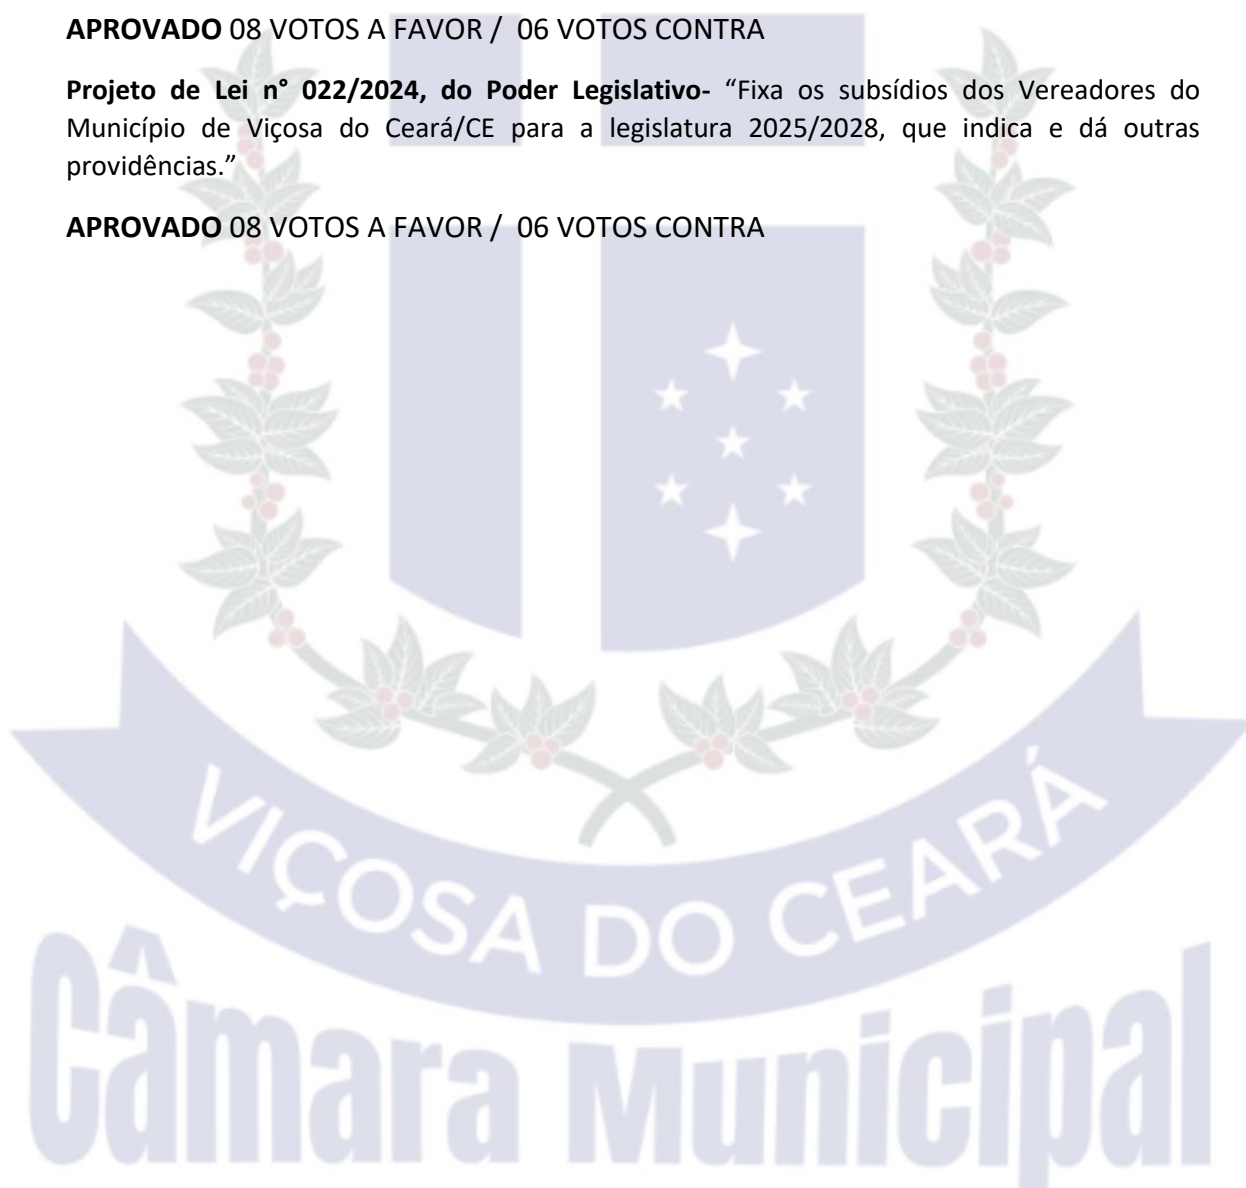 APROVADO 08 VOTOS A FAVOR / 06 VOTOS CONTRA
Projeto de Lei n° 022/2024, do Poder Legislativo- “Fixa os subsídios dos Vereadores do
Município de Viçosa do Ceará/CE para a legislatura 2025/2028, que indica e dá outras
providências.”
APROVADO 08 VOTOS A FAVOR / 06 VOTOS CONTRA
VIÇOSA DO CEARÁ
Câmara Municipal